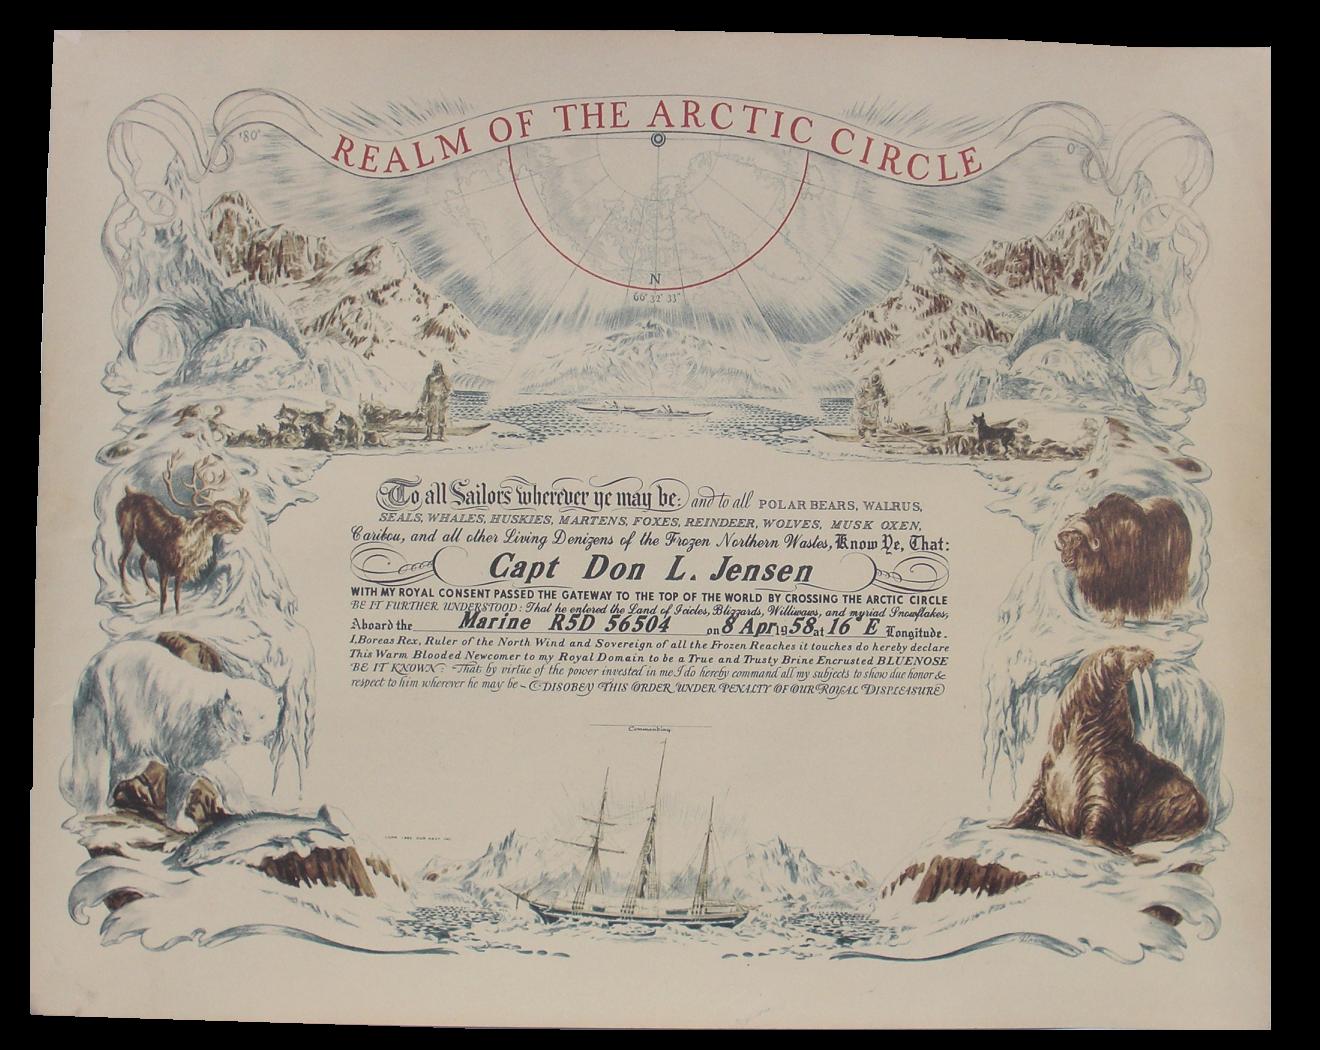 REALM OF THE ARCTIC CIRCLE
180°
0°
N
66° 32' 33"
To all Sailors wherever ye may be: and to all POLAR BEARS, WALRUS,
SEALS, WHALES, HUSKIES, MARTENS, FOXES, REINDEER, WOLVES, MUSK OXEN,
Caribou, and all other Living Denizens of the Frozen Northern Wastes, Know Ye, That:
Capt Don L. Jensen
WITH MY ROYAL CONSENT PASSED THE GATEWAY TO THE TOP OF THE WORLD BY CROSSING THE ARCTIC CIRCLE
BE IT FURTHER UNDERSTOOD: That he entered the Land of Icicles, Blizzards, Williwaws, and myriad Snowflakes,
Aboard the Marine R5D 56504 on 8 Apr 1958 at 16° E Longitude.
I, Boreas Rex, Ruler of the North Wind and Sovereign of all the Frozen Reaches it touches do hereby declare
This Warm Blooded Newcomer to my Royal Domain to be a True and Trusty Brine Encrusted BLUENOSE
BE IT KNOWN: That by virtue of the power invested in me I do hereby command all my subjects to show due honor &
respect to him wherever he may be ~ DISOBEY THIS ORDER UNDER PENALTY OF OUR ROYAL DISPLEASURE
Commanding